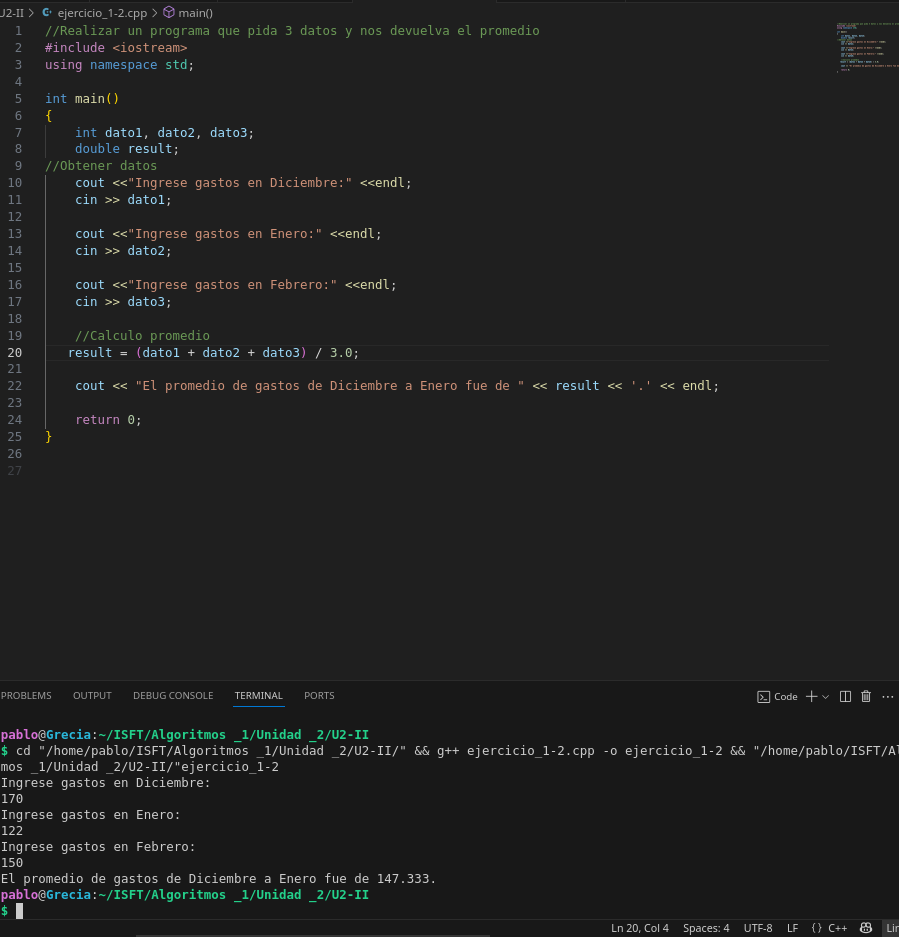 U2-II > ejercicio_1-2.cpp > main()
1 //Realizar un programa que pida 3 datos y nos devuelva el promedio
2 #include <iostream>
3 using namespace std;
4
5 int main()
6 {
7     int dato1, dato2, dato3;
8     double result;
9 //Obtener datos
10     cout <<"Ingrese gastos en Diciembre:" <<endl;
11     cin >> dato1;
12
13     cout <<"Ingrese gastos en Enero:" <<endl;
14     cin >> dato2;
15
16     cout <<"Ingrese gastos en Febrero:" <<endl;
17     cin >> dato3;
18
19     //Calculo promedio
20    result = (dato1 + dato2 + dato3) / 3.0;
21
22     cout << "El promedio de gastos de Diciembre a Enero fue de " << result << '.' << endl;
23
24     return 0;
25 }
26
27
PROBLEMS OUTPUT DEBUG CONSOLE TERMINAL PORTS Code
pablo@Grecia:~/ISFT/Algoritmos _1/Unidad _2/U2-II
$ cd "/home/pablo/ISFT/Algoritmos _1/Unidad _2/U2-II/" && g++ ejercicio_1-2.cpp -o ejercicio_1-2 && "/home/pablo/ISFT/Al
mos _1/Unidad _2/U2-II/"ejercicio_1-2
Ingrese gastos en Diciembre:
170
Ingrese gastos en Enero:
122
Ingrese gastos en Febrero:
150
El promedio de gastos de Diciembre a Enero fue de 147.333.
pablo@Grecia:~/ISFT/Algoritmos _1/Unidad _2/U2-II
$
Ln 20, Col 4 Spaces: 4 UTF-8 LF {} C++ Lin